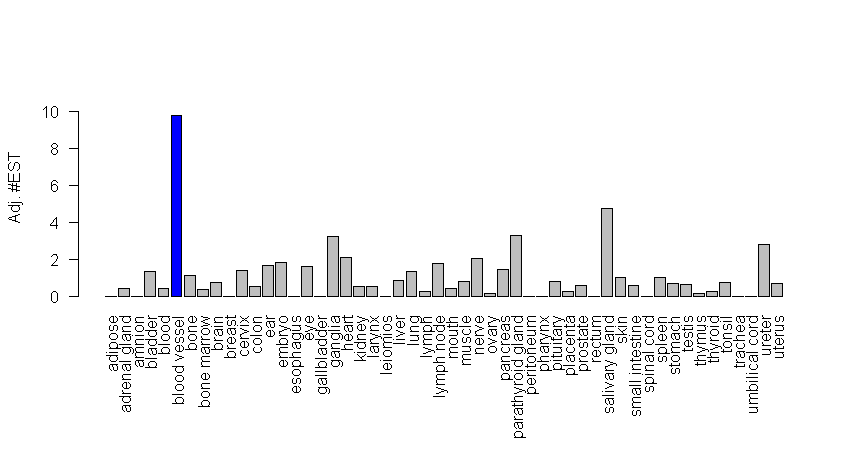 Adj. #EST
10
8
6
4
2
0
adipose
adrenal gland
amnion
bladder
blood
blood vessel
bone
bone marrow
brain
breast
cervix
colon
ear
embryo
esophagus
eye
gallbladder
ganglia
heart
kidney
larynx
leiomios
liver
lung
lymph
lymph node
mouth
muscle
nerve
ovary
pancreas
parathyroid gland
peritoneum
pharynx
pituitary
placenta
prostate
rectum
salivary gland
skin
small intestine
spinal cord
spleen
stomach
testis
thymus
thyroid
tonsil
trachea
umbilical cord
ureter
uterus